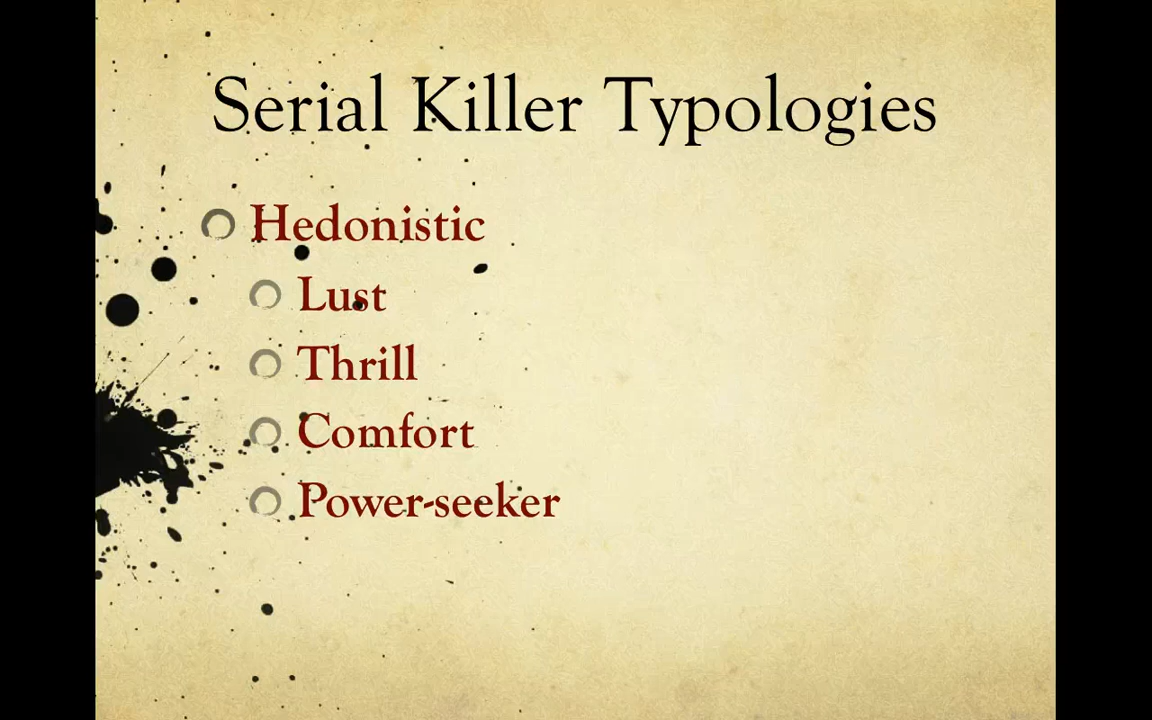 Serial Killer Typologies
Hedonistic
Lust
Thrill
Comfort
Power-seeker